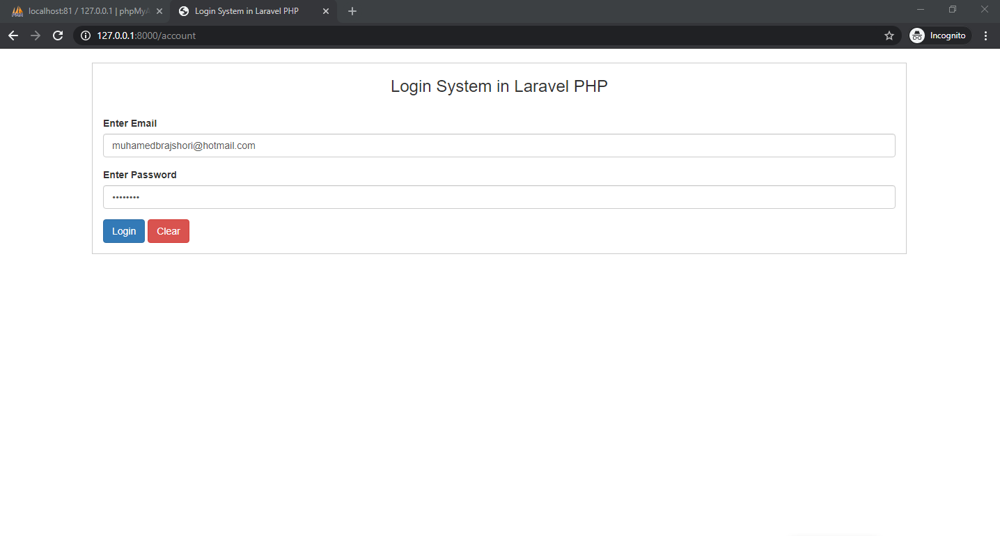 localhost:81 / 127.0.0.1 | phpMyA
Login System in Laravel PHP
127.0.0.1:8000/account
Incognito
Login System in Laravel PHP
Enter Email
muhamedbrajshori@hotmail.com
Enter Password
••••••••
Login Clear